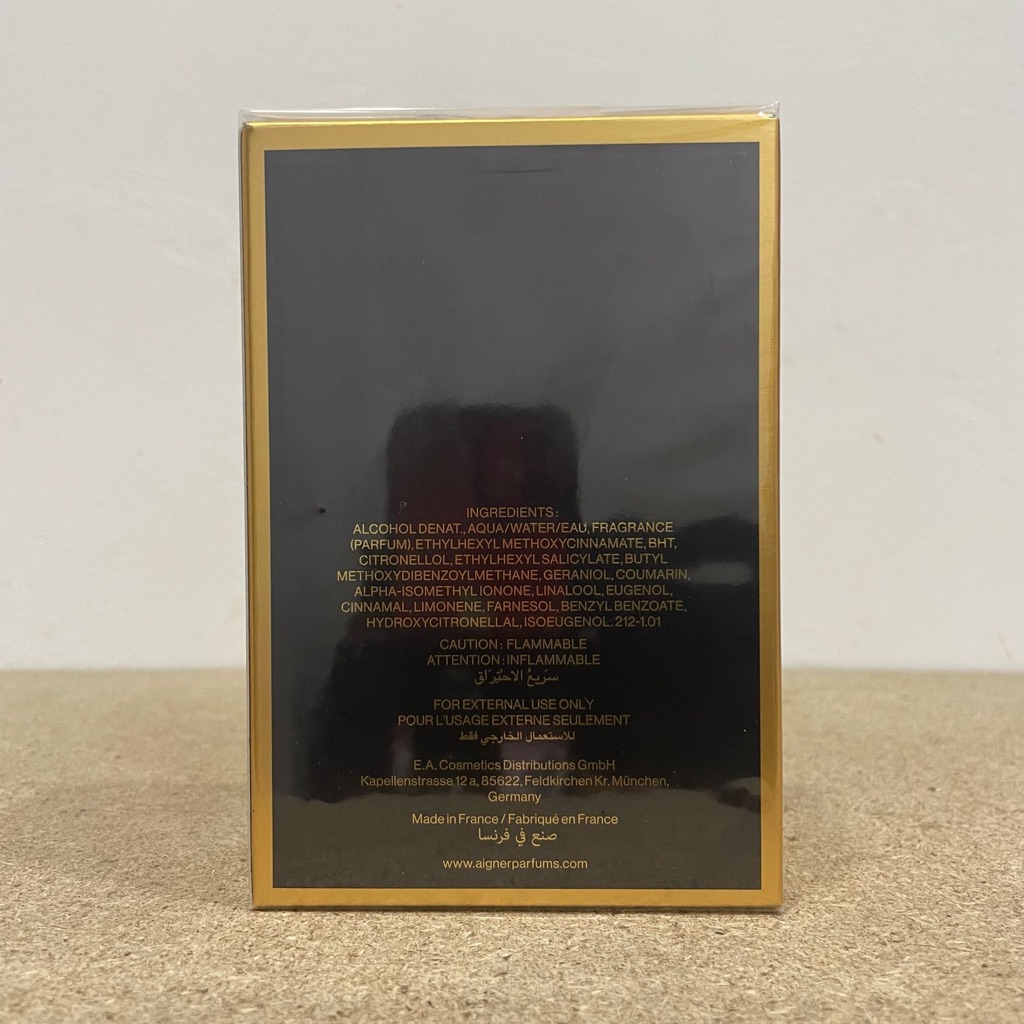 INGREDIENTS:
ALCOHOL DENAT., AQUA/WATER/EAU, FRAGRANCE
(PARFUM), ETHYLHEXYL METHOXYCINNAMATE, BHT,
CITRONELLOL, ETHYLHEXYL SALICYLATE, BUTYL
METHOXYDIBENZOYLMETHANE, GERANIOL, COUMARIN,
ALPHA-ISOMETHYL IONONE, LINALOOL, EUGENOL,
CINNAMAL, LIMONENE, FARNESOL, BENZYL BENZOATE,
HYDROXYCITRONELLAL, ISOEUGENOL. 212-1.01
CAUTION: FLAMMABLE
ATTENTION: INFLAMMABLE
سَريعُ الاحتِرَاق
FOR EXTERNAL USE ONLY
POUR L'USAGE EXTERNE SEULEMENT
للاستعمال الخارجي فقط
E.A. Cosmetics Distributions GmbH
Kapellenstrasse 12 a, 85622, Feldkirchen Kr. München,
Germany
Made in France / Fabriqué en France
صنع في فرنسا
www.aignerparfums.com